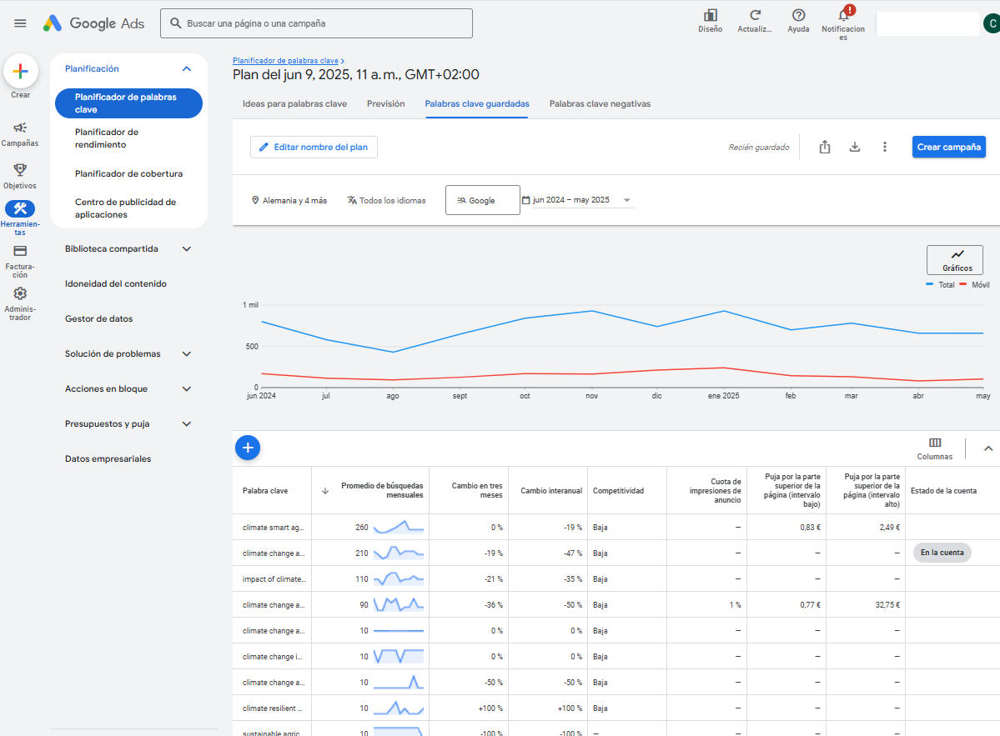 Google Ads
Buscar una página o una campaña
Diseño
Actualiz...
Ayuda
Notificacion
es
C
Crear
Campañas
Objetivos
Herramien-
tas
Factura-
ción
Adminis-
trador
Planificación
Planificador de palabras
clave
Planificador de
rendimiento
Planificador de cobertura
Centro de publicidad de
aplicaciones
Biblioteca compartida
Idoneidad del contenido
Gestor de datos
Solución de problemas
Acciones en bloque
Presupuestos y puja
Datos empresariales
Planificador de palabras clave
Plan del jun 9, 2025, 11 a. m., GMT+02:00
Ideas para palabras clave
Previsión
Palabras clave guardadas
Palabras clave negativas
Editar nombre del plan
Recién guardado
Crear campaña
Alemania y 4 más
Todos los idiomas
Google
jun 2024 – may 2025
Gráficos
Total Móvil
1 mil
500
0
jun 2024 jul ago sept oct nov dic ene 2025 feb mar abr may
Columnas
Palabra clave
Promedio de búsquedas
mensuales
Cambio en tres
meses
Cambio interanual
Competitividad
Cuota de
impresiones de
anuncio
Puja por la parte
superior de la
página (intervalo
bajo)
Puja por la parte
superior de la
página (intervalo
alto)
Estado de la cuenta
climate smart ag... 260 0 % -19 % Baja – 0,83 € 2,49 €
climate change a... 210 -19 % -47 % Baja – – – En la cuenta
impact of climate... 110 -21 % -35 % Baja – – –
climate change a... 90 -36 % -50 % Baja 1 % 0,77 € 32,75 €
climate change a... 10 0 % 0 % Baja – – –
climate change i... 10 0 % 0 % Baja – – –
climate change a... 10 -50 % -50 % Baja – – –
climate resilient ... 10 +100 % +100 % Baja – – –
sustainable agric... 10 -100 % -100 % – – – –